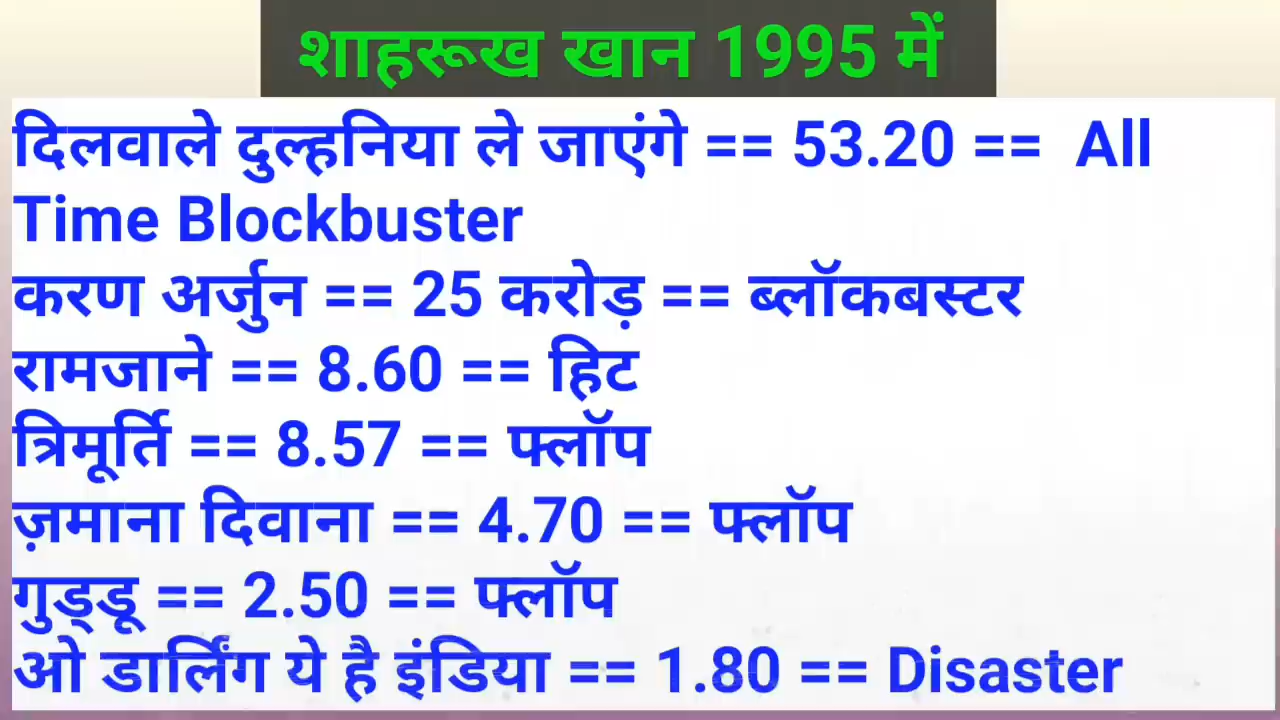 शाहरूख खान 1995 में
दिलवाले दुल्हनिया ले जाएंगे == 53.20 == All
Time Blockbuster
करण अर्जुन == 25 करोड़ == ब्लॉकबस्टर
रामजाने == 8.60 == हिट
त्रिमूर्ति == 8.57 == फ्लॉप
ज़माना दिवाना == 4.70 == फ्लॉप
गुड्डू == 2.50 == फ्लॉप
ओ डार्लिंग ये है इंडिया == 1.80 == Disaster